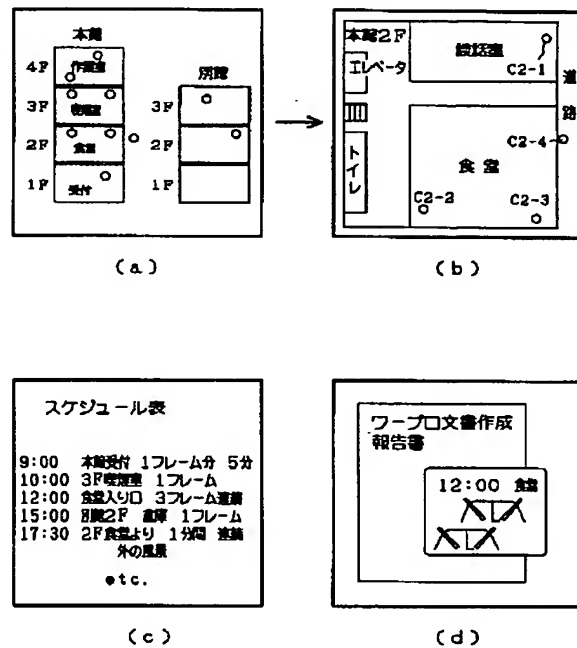 本館
別館
4F 作業室
3F 喫煙室
2F 食堂
1F 受付
3F
2F
1F
(a)
本館2F
談話室
エレベータ
C2-1
道路
C2-4
トイレ
食堂
C2-2
C2-3
(b)
スケジュール表
9:00 本館受付 1フレーム分 5分
10:00 3F喫煙室 1フレーム
12:00 食堂入り口 3フレーム連続
15:00 別館2F 倉庫 1フレーム
17:30 2F食堂より 1分間 連続
外の風景
etc.
(c)
ワープロ文書作成
報告書
12:00 食堂
(d)